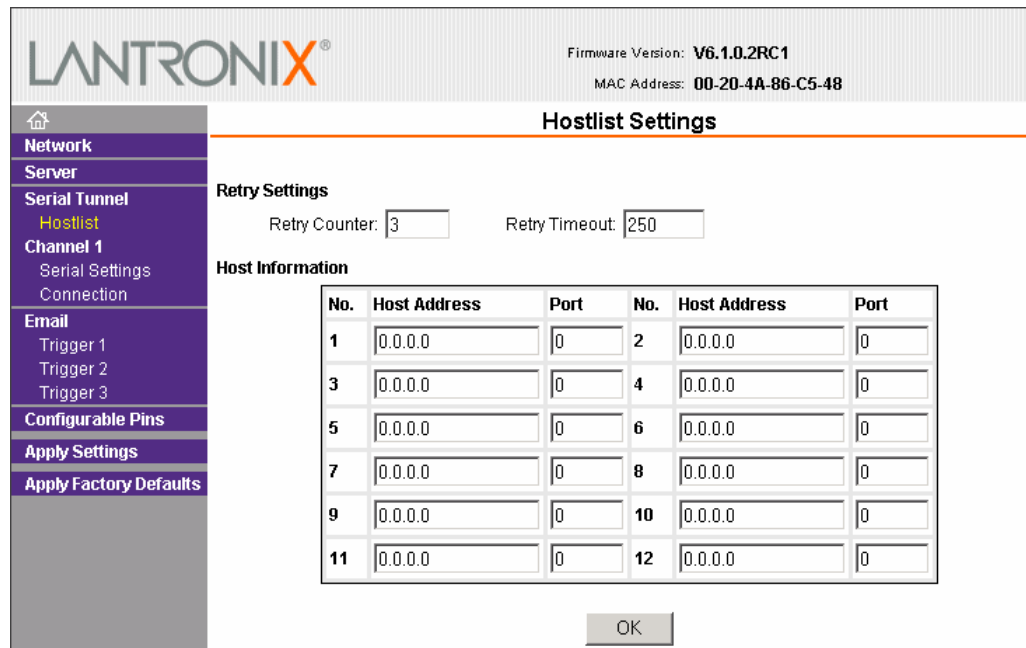 LANTRONIX®
Firmware Version: V6.1.0.2RC1
MAC Address: 00-20-4A-86-C5-48
Network
Server
Serial Tunnel
Hostlist
Channel 1
Serial Settings
Connection
Email
Trigger 1
Trigger 2
Trigger 3
Configurable Pins
Apply Settings
Apply Factory Defaults
Hostlist Settings
Retry Settings
Retry Counter: 3 Retry Timeout: 250
Host Information
No. Host Address Port No. Host Address Port
1 0.0.0.0 0 2 0.0.0.0 0
3 0.0.0.0 0 4 0.0.0.0 0
5 0.0.0.0 0 6 0.0.0.0 0
7 0.0.0.0 0 8 0.0.0.0 0
9 0.0.0.0 0 10 0.0.0.0 0
11 0.0.0.0 0 12 0.0.0.0 0
OK